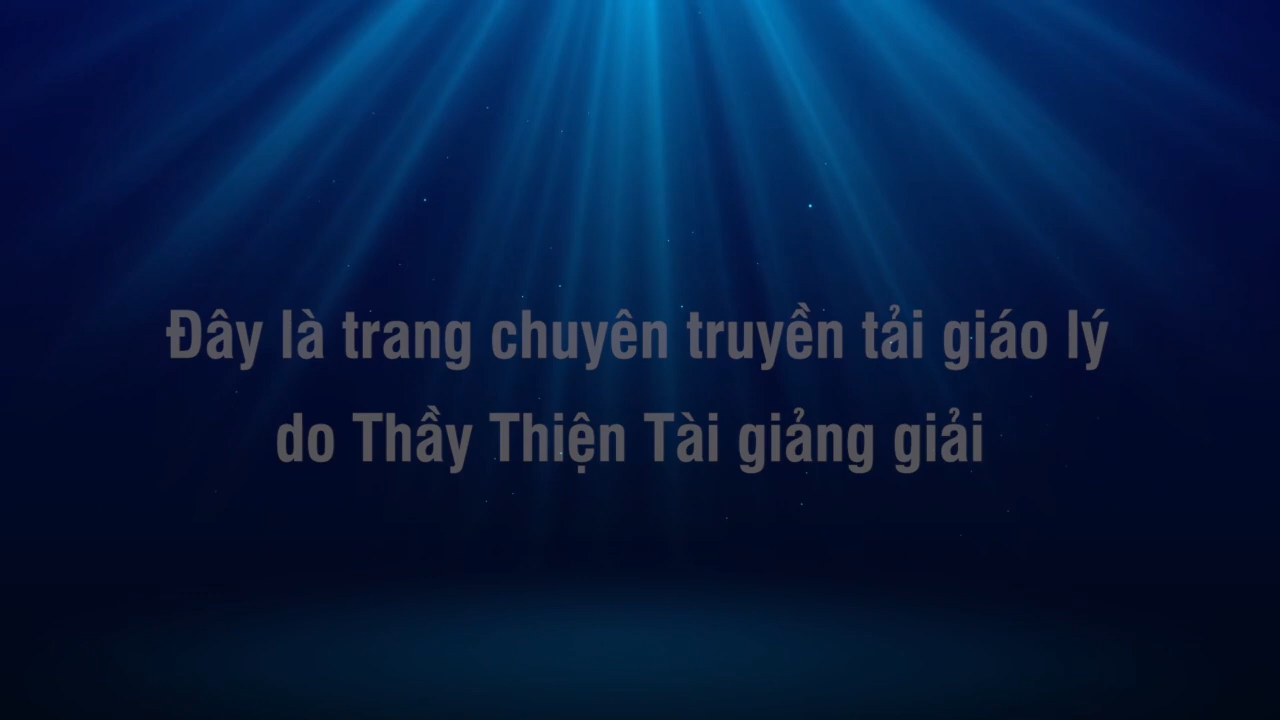 Đây là trang chuyên truyền tải giáo lý
do Thầy Thiện Tài giảng giải